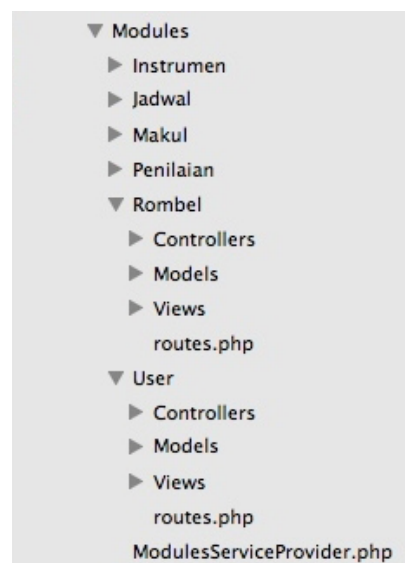 Modules
Instrumen
Jadwal
Makul
Penilaian
Rombel
Controllers
Models
Views
routes.php
User
Controllers
Models
Views
routes.php
ModulesServiceProvider.php